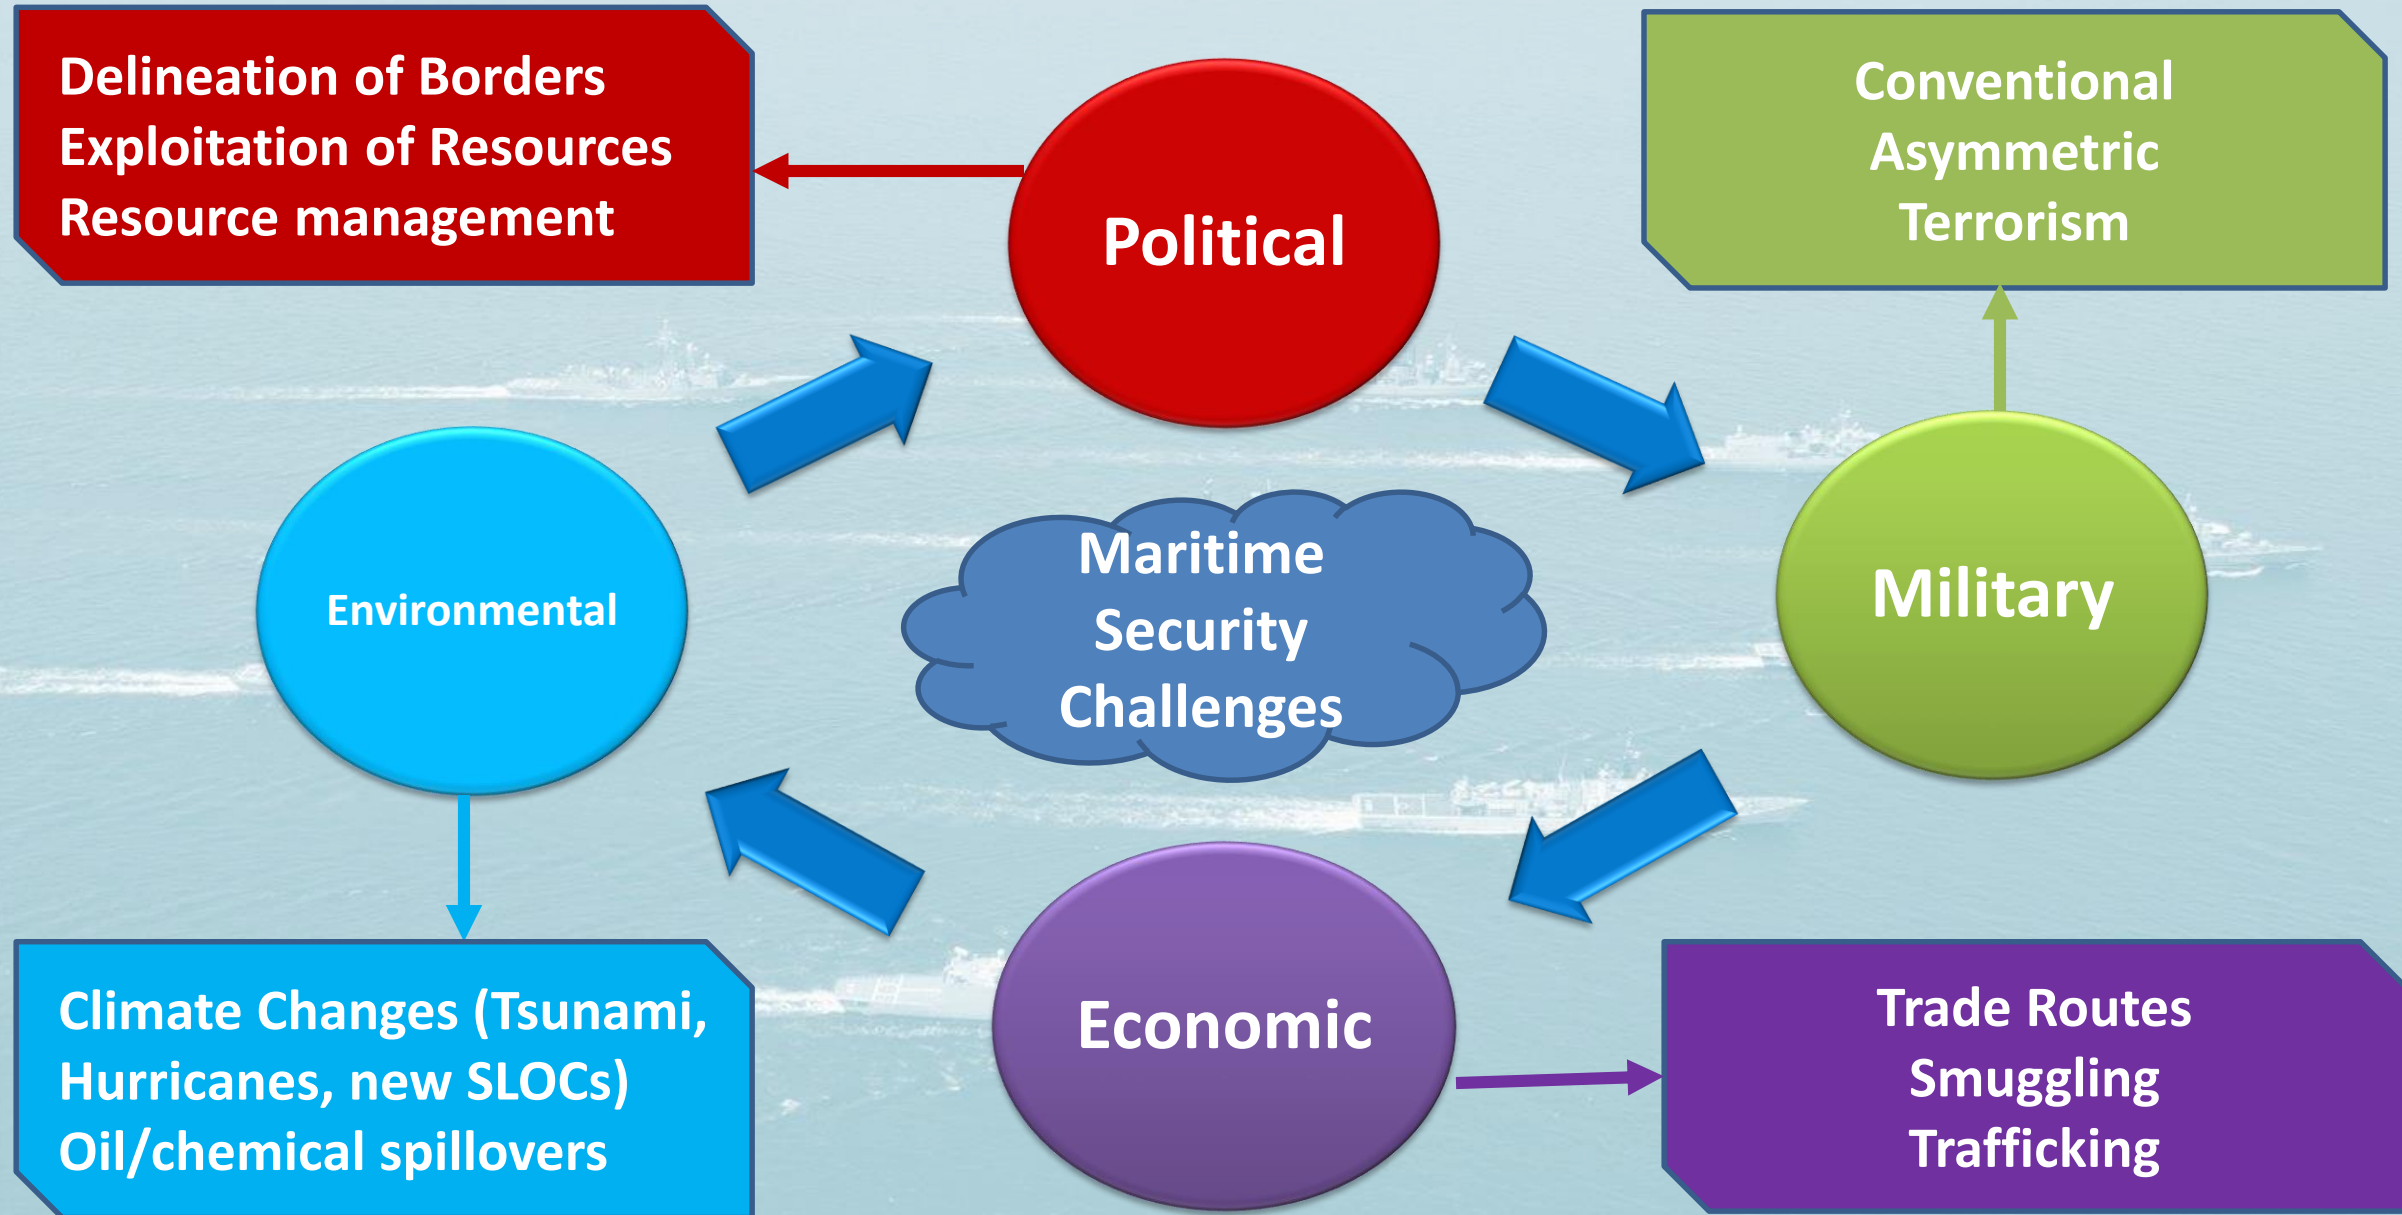 Delineation of Borders
Exploitation of Resources
Resource management
Political
Conventional
Asymmetric
Terrorism
Environmental
Maritime
Security
Challenges
Military
Climate Changes (Tsunami,
Hurricanes, new SLOCs)
Oil/chemical spillovers
Economic
Trade Routes
Smuggling
Trafficking